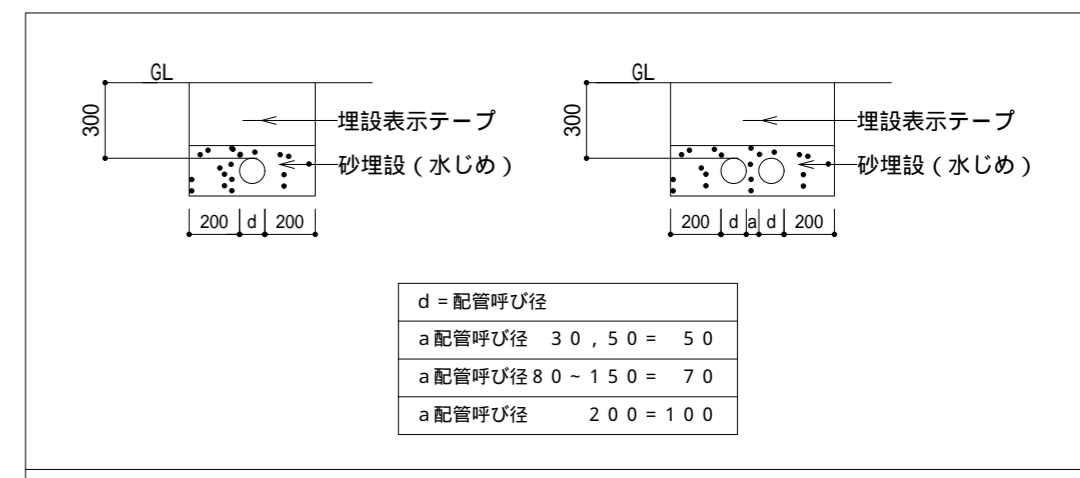 GL
300
埋設表示テープ
砂埋設（水じめ）
200 d 200
GL
300
埋設表示テープ
砂埋設（水じめ）
200 d a d 200
d=配管呼び径
a配管呼び径 30,50= 50
a配管呼び径80~150= 70
a配管呼び径 200=100